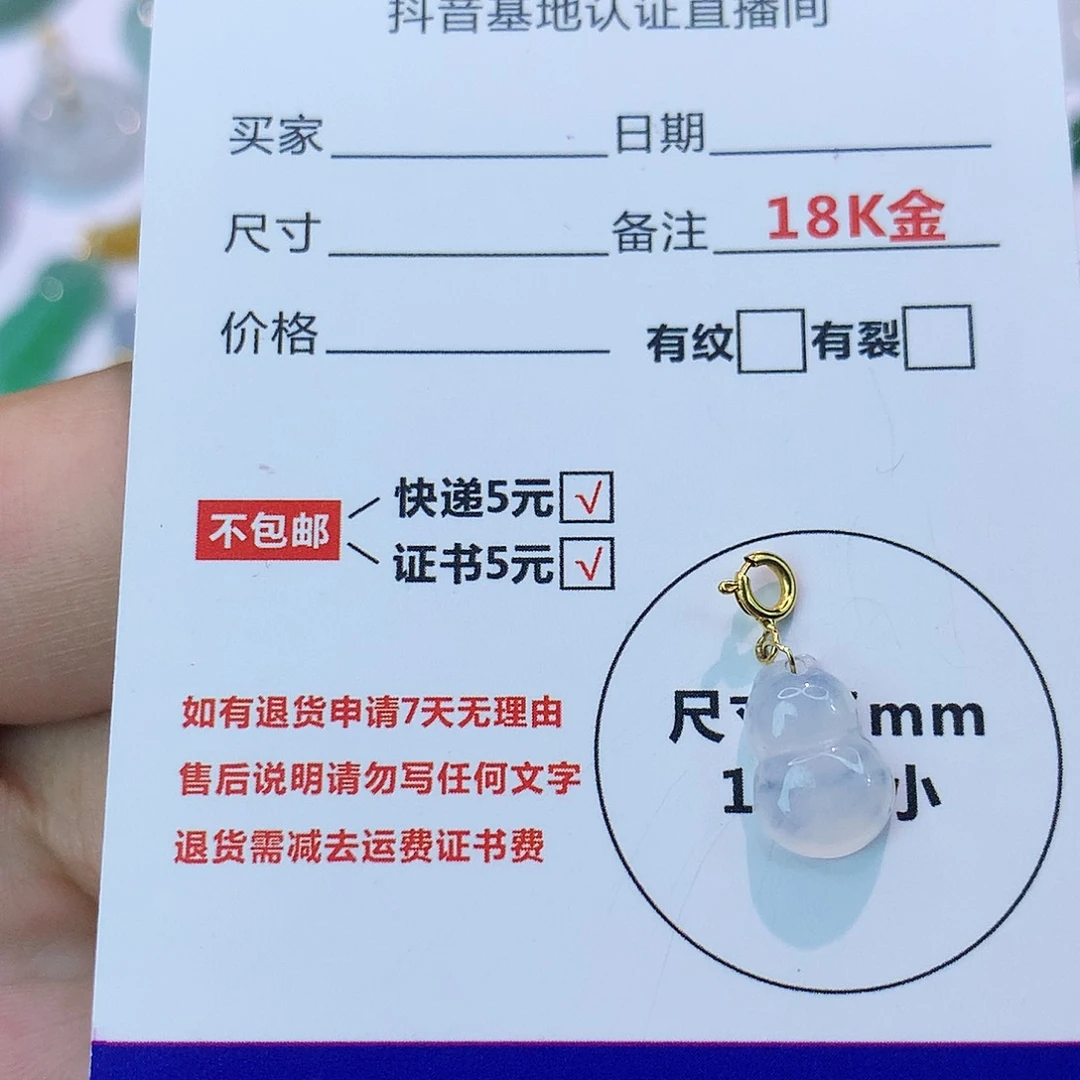 抖音基地认证直播间
买家 日期
尺寸 备注 18K金
价格 有纹 有裂
不包邮
快递5元 √
证书5元 √
如有退货申请7天无理由
售后说明请勿写任何文字
退货需减去运费证书费
尺 mm
1 小